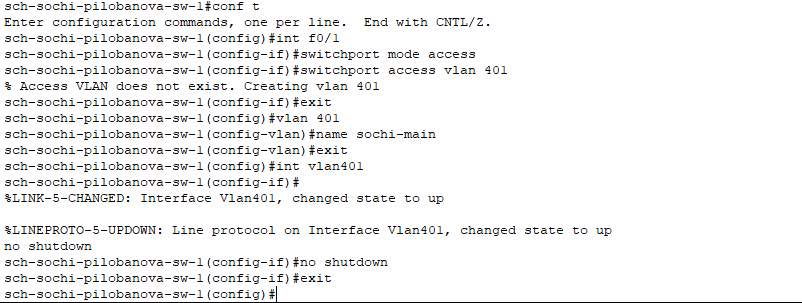 sch-sochi-pilobanova-sw-1#conf t
Enter configuration commands, one per line.  End with CNTL/Z.
sch-sochi-pilobanova-sw-1(config)#int f0/1
sch-sochi-pilobanova-sw-1(config-if)#switchport mode access
sch-sochi-pilobanova-sw-1(config-if)#switchport access vlan 401
% Access VLAN does not exist. Creating vlan 401
sch-sochi-pilobanova-sw-1(config-if)#exit
sch-sochi-pilobanova-sw-1(config)#vlan 401
sch-sochi-pilobanova-sw-1(config-vlan)#name sochi-main
sch-sochi-pilobanova-sw-1(config-vlan)#exit
sch-sochi-pilobanova-sw-1(config)#int vlan401
sch-sochi-pilobanova-sw-1(config-if)#
%LINK-5-CHANGED: Interface Vlan401, changed state to up
%LINEPROTO-5-UPDOWN: Line protocol on Interface Vlan401, changed state to up
no shutdown
sch-sochi-pilobanova-sw-1(config-if)#no shutdown
sch-sochi-pilobanova-sw-1(config-if)#exit
sch-sochi-pilobanova-sw-1(config)#